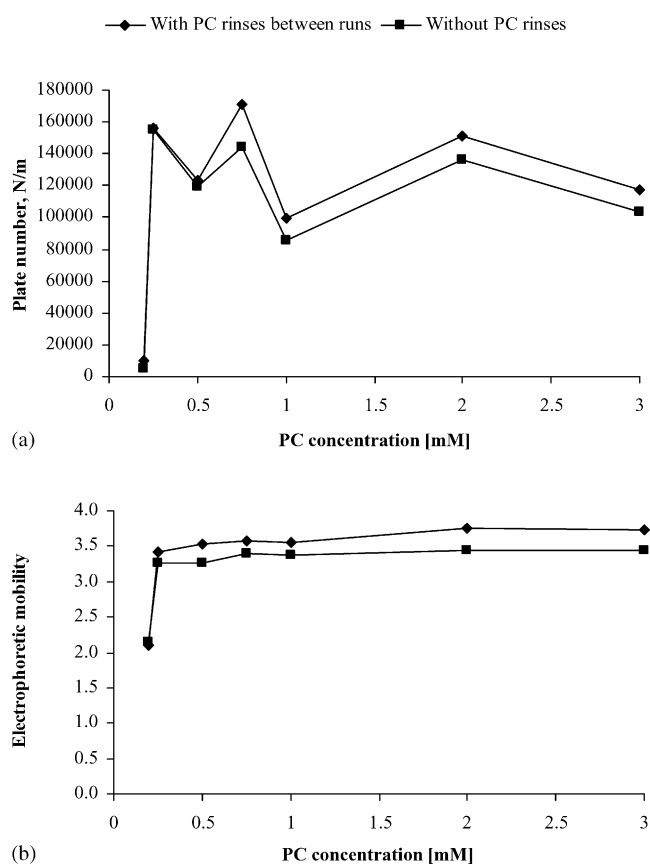 With PC rinses between runs Without PC rinses
180000
160000
140000
120000
100000
80000
60000
40000
20000
0
Plate number, N/m
0 0.5 1 1.5 2 2.5 3
PC concentration [mM]
(a)
4.0
3.5
3.0
2.5
2.0
1.5
1.0
0.5
0.0
Electrophoretic mobility
0 0.5 1 1.5 2 2.5 3
PC concentration [mM]
(b)